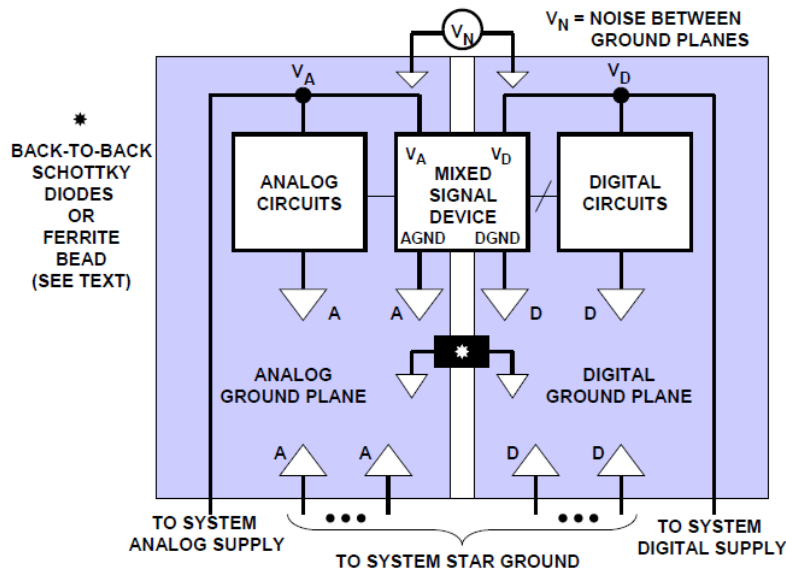 V_N
V_N = NOISE BETWEEN
GROUND PLANES
V_A
V_D
*
BACK-TO-BACK
SCHOTTKY
DIODES
OR
FERRITE
BEAD
(SEE TEXT)
ANALOG
CIRCUITS
V_A V_D
MIXED
SIGNAL
DEVICE
AGND DGND
DIGITAL
CIRCUITS
A
A
D
D
*
ANALOG
GROUND PLANE
DIGITAL
GROUND PLANE
A
A
D
D
TO SYSTEM
ANALOG SUPPLY
TO SYSTEM
DIGITAL SUPPLY
TO SYSTEM STAR GROUND